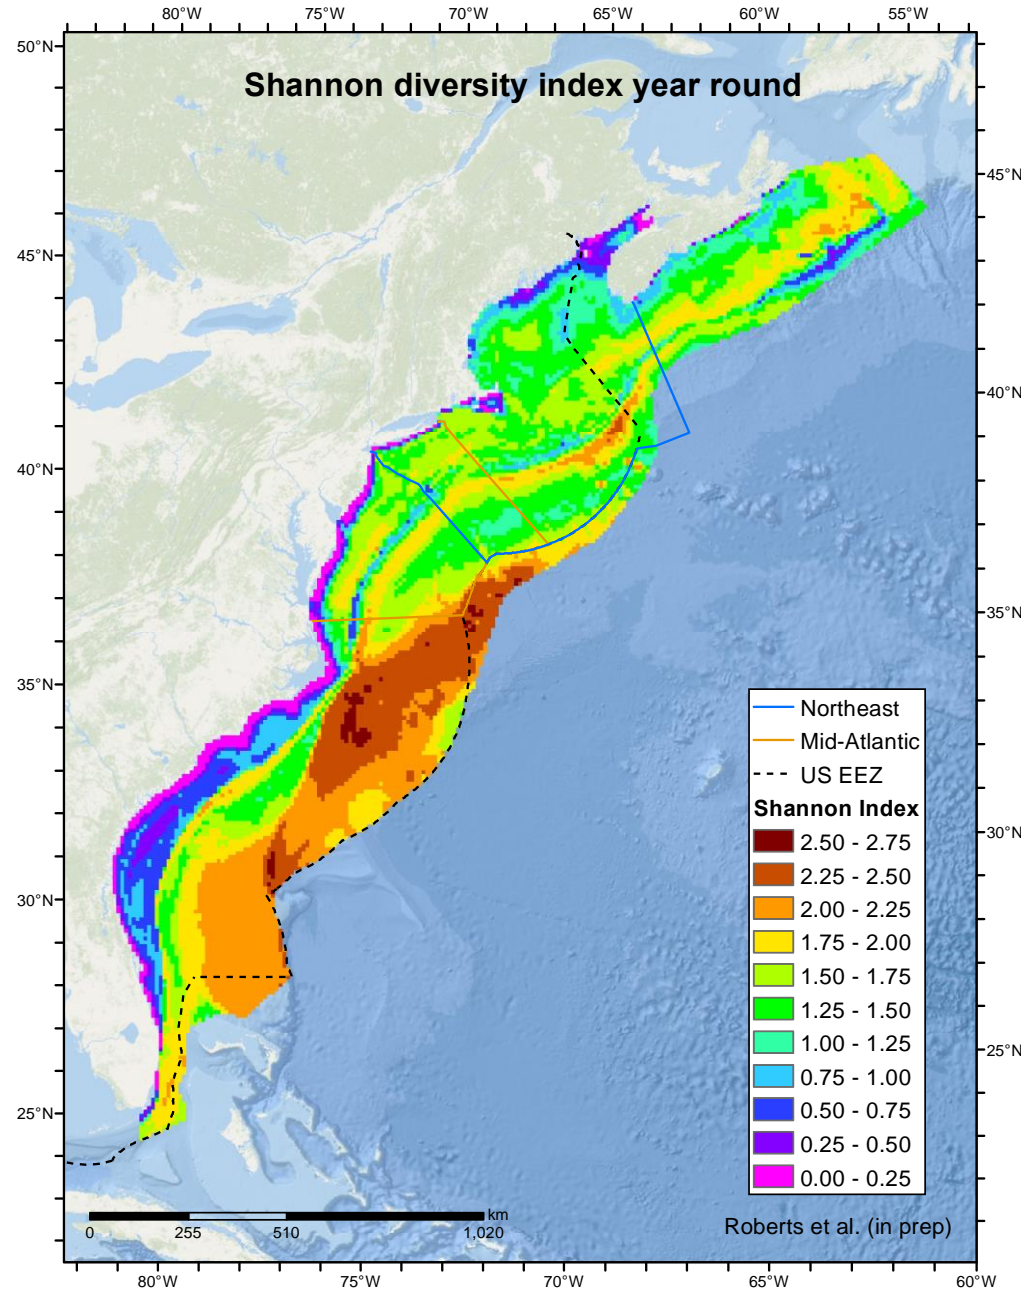 80°W 75°W 70°W 65°W 60°W 55°W
50°N
Shannon diversity index year round
45°N
45°N
40°N
40°N
35°N
35°N
30°N
30°N
25°N
25°N
Northeast
Mid-Atlantic
US EEZ
Shannon Index
2.50 - 2.75
2.25 - 2.50
2.00 - 2.25
1.75 - 2.00
1.50 - 1.75
1.25 - 1.50
1.00 - 1.25
0.75 - 1.00
0.50 - 0.75
0.25 - 0.50
0.00 - 0.25
km
0 255 510 1,020
Roberts et al. (in prep)
80°W 75°W 70°W 65°W 60°W